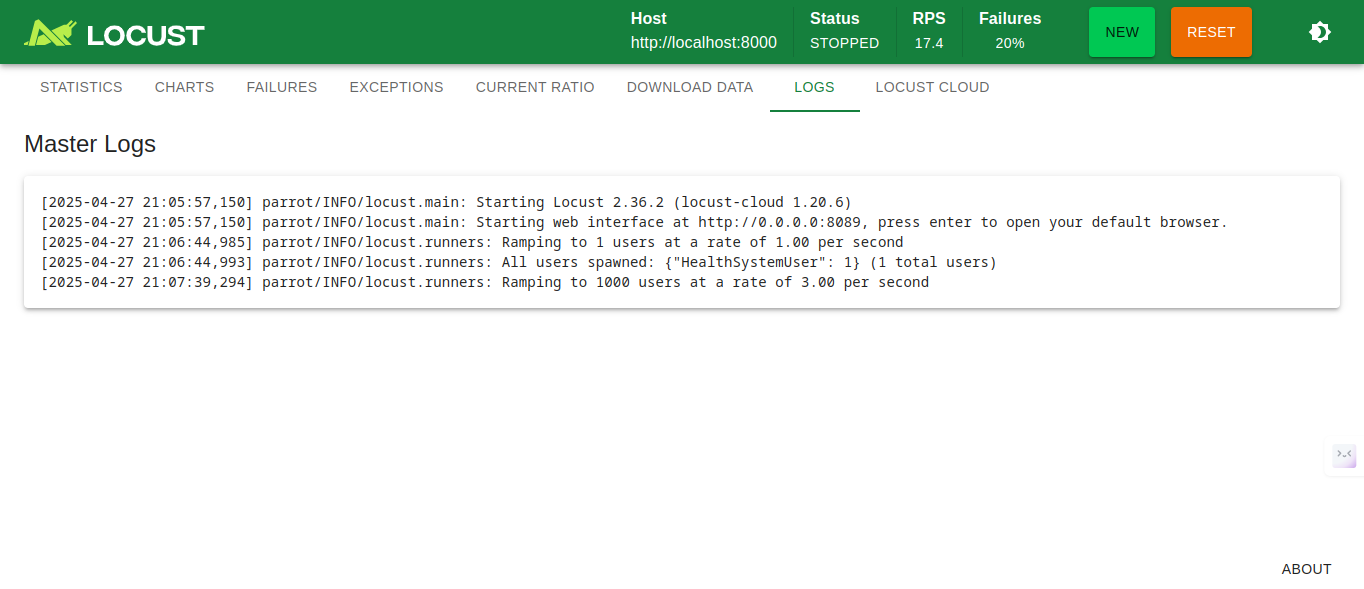 LOCUST
Host
http://localhost:8000
Status
STOPPED
RPS
17.4
Failures
20%
NEW
RESET
STATISTICS
CHARTS
FAILURES
EXCEPTIONS
CURRENT RATIO
DOWNLOAD DATA
LOGS
LOCUST CLOUD
Master Logs
[2025-04-27 21:05:57,150] parrot/INFO/locust.main: Starting Locust 2.36.2 (locust-cloud 1.20.6)
[2025-04-27 21:05:57,150] parrot/INFO/locust.main: Starting web interface at http://0.0.0.0:8089, press enter to open your default browser.
[2025-04-27 21:06:44,985] parrot/INFO/locust.runners: Ramping to 1 users at a rate of 1.00 per second
[2025-04-27 21:06:44,993] parrot/INFO/locust.runners: All users spawned: {"HealthSystemUser": 1} (1 total users)
[2025-04-27 21:07:39,294] parrot/INFO/locust.runners: Ramping to 1000 users at a rate of 3.00 per second
ABOUT